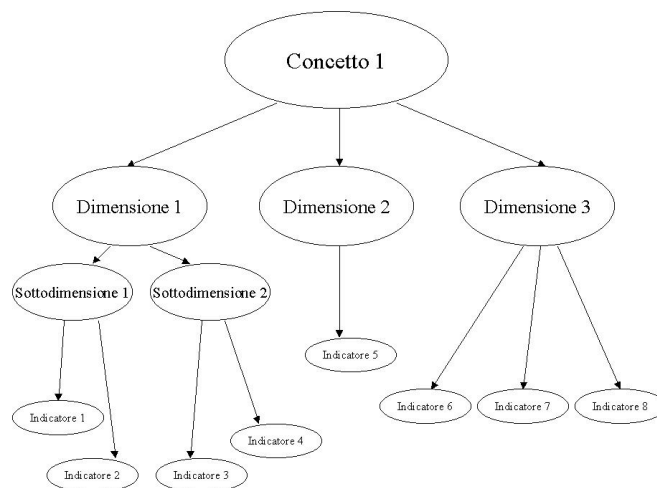 Concetto 1
Dimensione 1
Dimensione 2
Dimensione 3
Sottodimensione 1
Sottodimensione 2
Indicatore 5
Indicatore 1
Indicatore 6
Indicatore 7
Indicatore 8
Indicatore 4
Indicatore 2
Indicatore 3